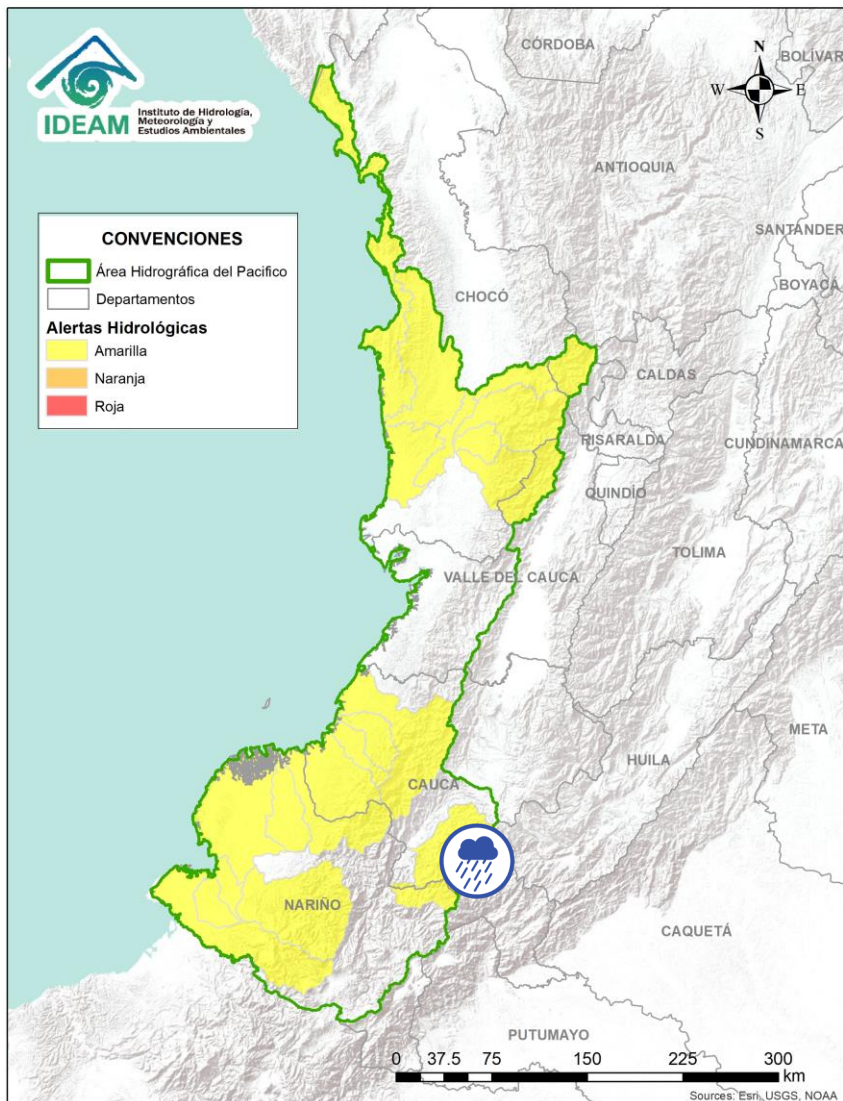 IDEAM
Instituto de Hidrología,
Meteorología y
Estudios Ambientales
CÓRDOBA
BOLÍVAR
N
W
E
S
ANTIOQUIA
SANTANDER
BOYACÁ
CONVENCIONES
Área Hidrográfica del Pacifico
Departamentos
Alertas Hidrológicas
Amarilla
Naranja
Roja
CHOCÓ
CALDAS
RISARALDA
CUNDINAMARCA
QUINDÍO
TOLIMA
VALLE DEL CAUCA
META
HUILA
CAUCA
NARIÑO
CAQUETÁ
PUTUMAYO
0 37.5 75 150 225 300
km
Sources: Esri, USGS, NOAA